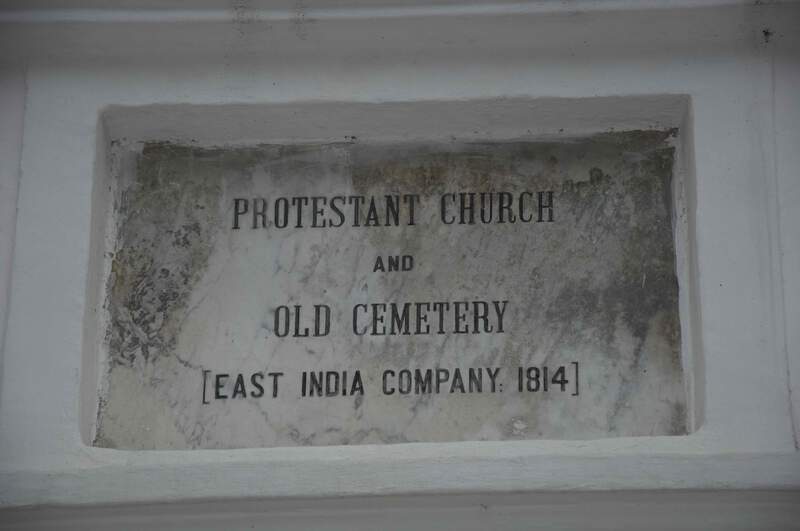 PROTESTANT CHURCH
AND
OLD CEMETERY
[EAST INDIA COMPANY: 1814]